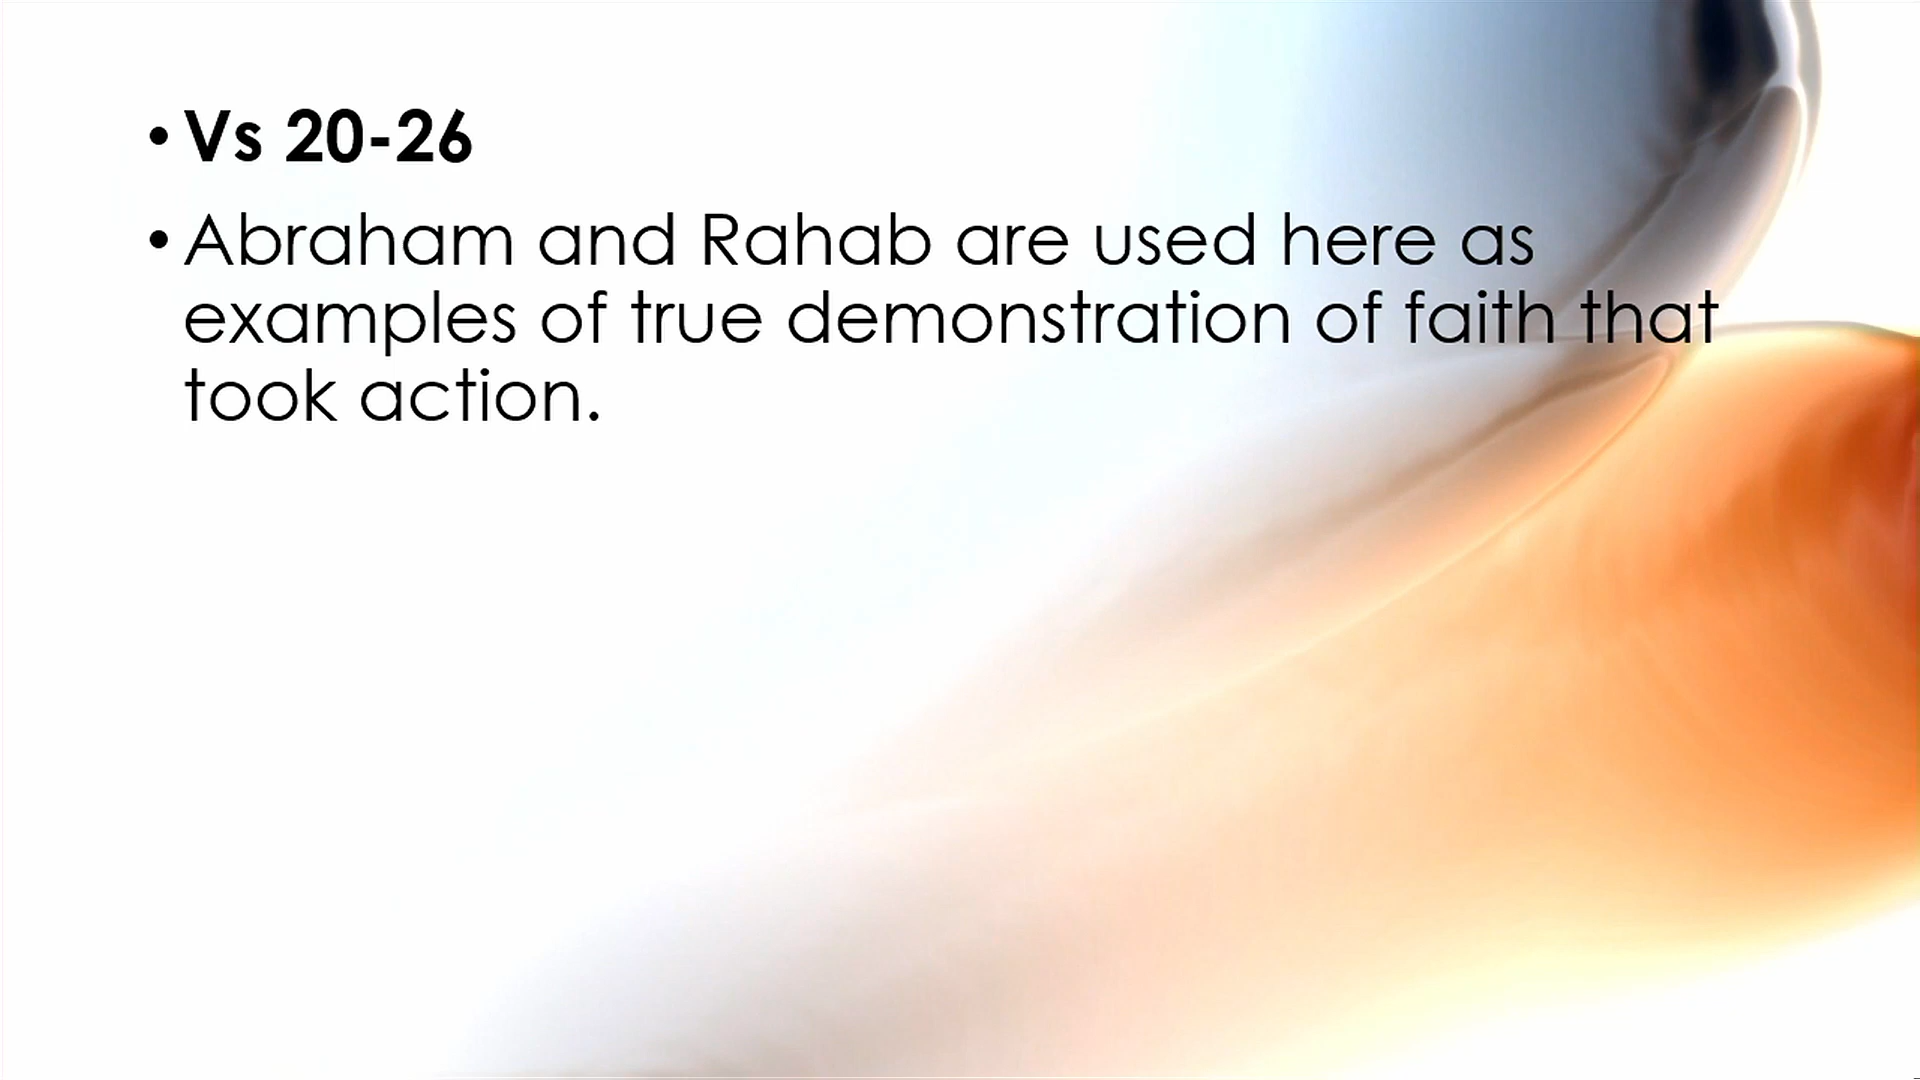 • Vs 20-26
• Abraham and Rahab are used here as
examples of true demonstration of faith that
took action.